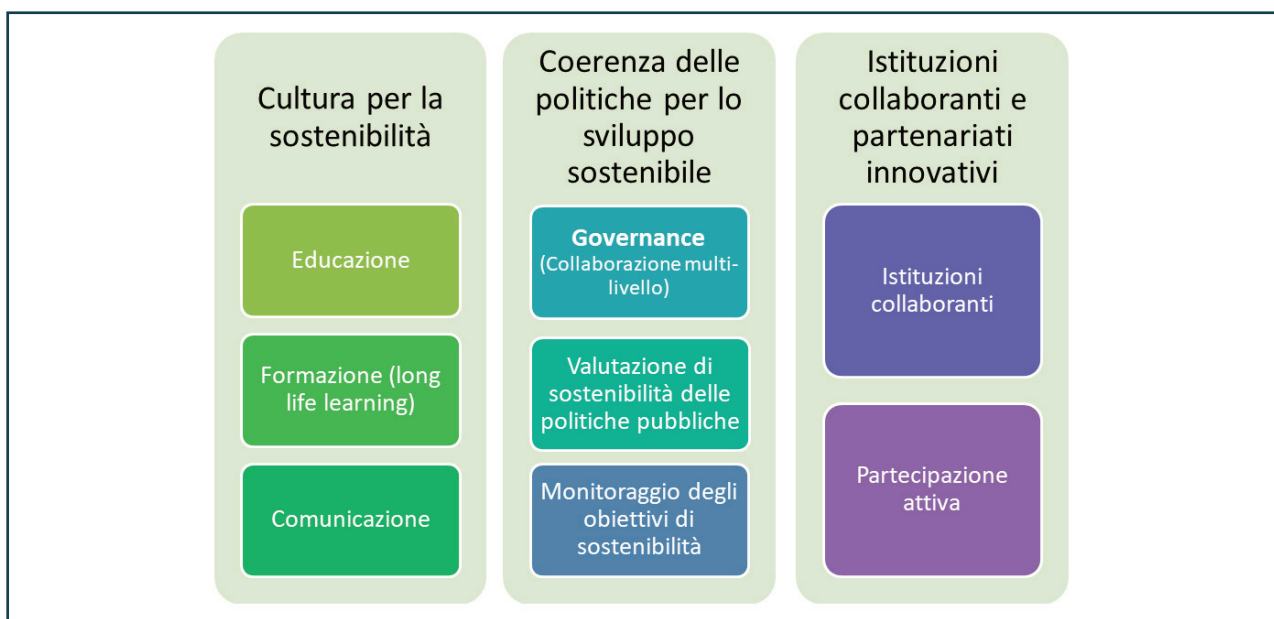 Cultura per la
sostenibilità
Educazione
Formazione (long
life learning)
Comunicazione
Coerenza delle
politiche per lo
sviluppo
sostenibile
Governance
(Collaborazione multi-
livello)
Valutazione di
sostenibilità delle
politiche pubbliche
Monitoraggio degli
obiettivi di
sostenibilità
Istituzioni
collaboranti e
partenariati
innovativi
Istituzioni
collaboranti
Partecipazione
attiva